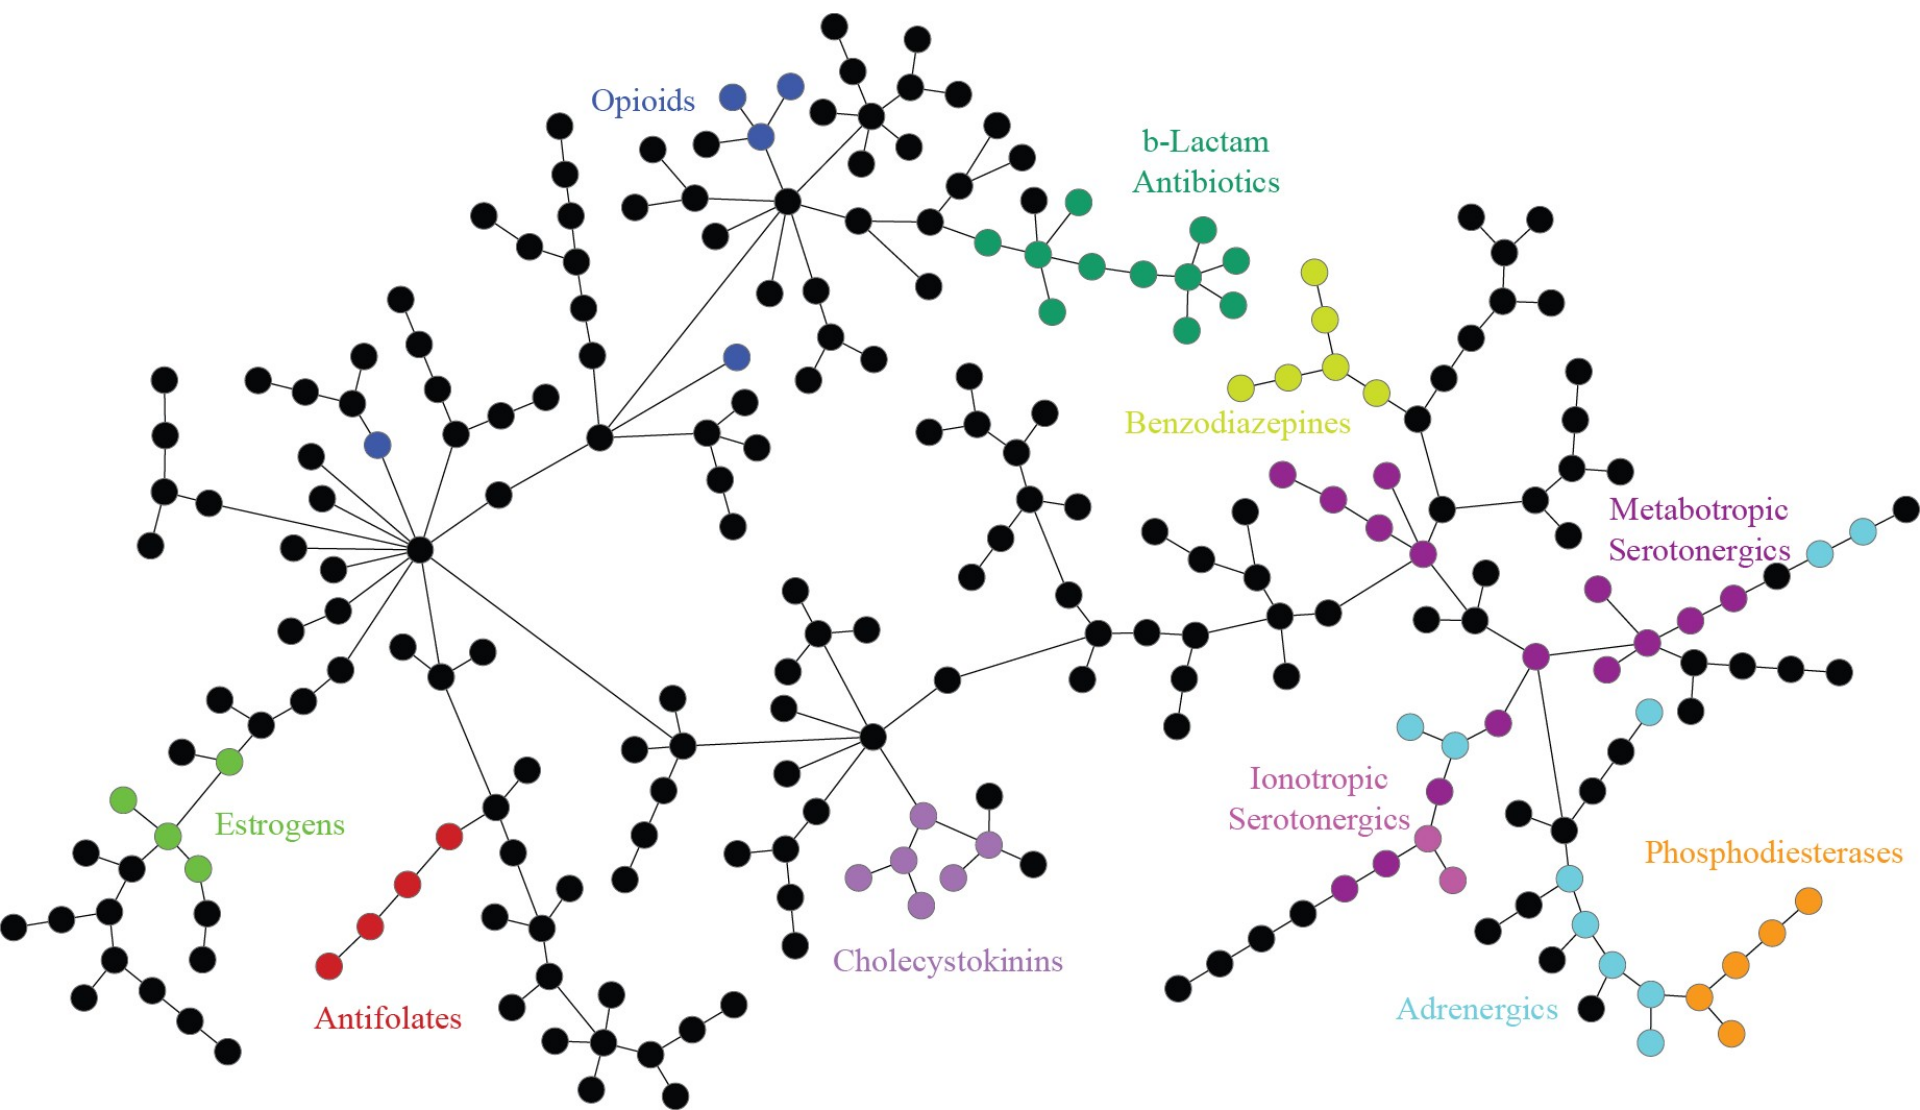 Opioids
b-Lactam
Antibiotics
Benzodiazepines
Metabotropic
Serotonergics
Ionotropic
Serotonergics
Estrogens
Phosphodiesterases
Cholecystokinins
Antifolates
Adrenergics